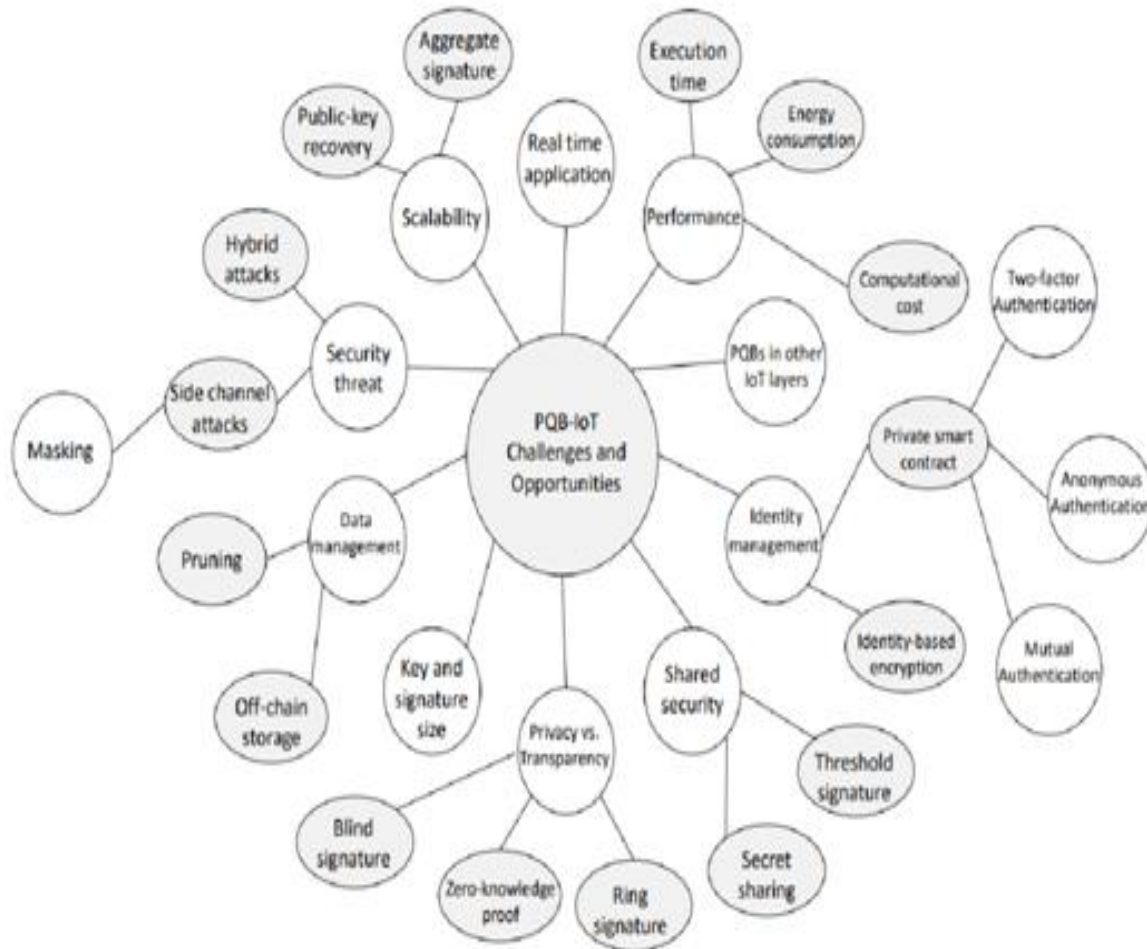 Aggregate
signature
Execution
time
Public-key
recovery
Real time
application
Energy
consumption
Scalability
Performance
Hybrid
attacks
Two-factor
Authentication
Computational
cost
Security
threat
PQBs in other
IoT layers
Side channel
attacks
Masking
PQB-IoT
Challenges and
Opportunities
Private smart
contract
Anonymous
Authentication
Data
management
Identity
management
Pruning
Key and
signature
size
Shared
security
Identity-based
encryption
Mutual
Authentication
Off-chain
storage
Privacy vs.
Transparency
Threshold
signature
Blind
signature
Zero-knowledge
proof
Ring
signature
Secret
sharing